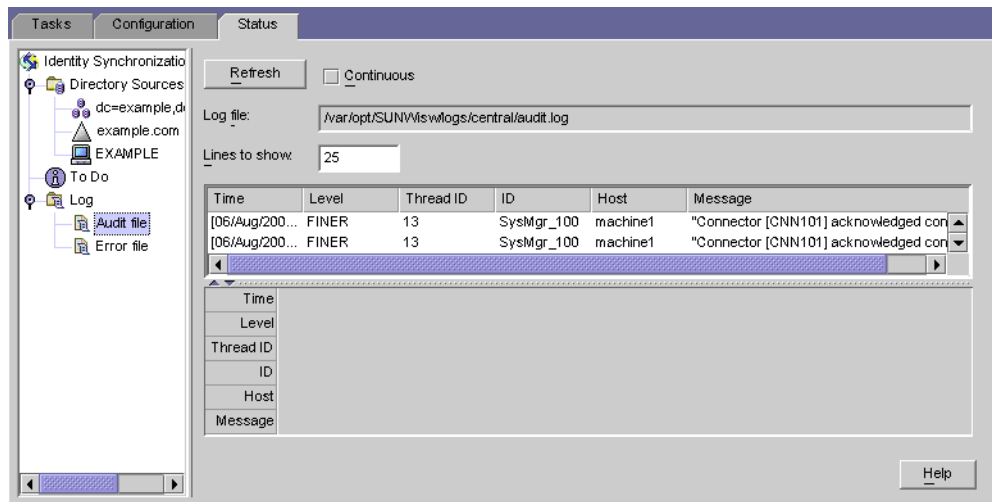 Tasks Configuration Status
Identity Synchronizatio
Directory Sources
dc=example,d
example.com
EXAMPLE
To Do
Log
Audit file
Error file
Refresh Continuous
Log file: /var/opt/SUNWisw/logs/central/audit.log
Lines to show: 25
Time Level Thread ID ID Host Message
[06/Aug/200... FINER 13 SysMgr_100 machine1 "Connector [CNN101] acknowledged con
[06/Aug/200... FINER 13 SysMgr_100 machine1 "Connector [CNN101] acknowledged con
Time
Level
Thread ID
ID
Host
Message
Help